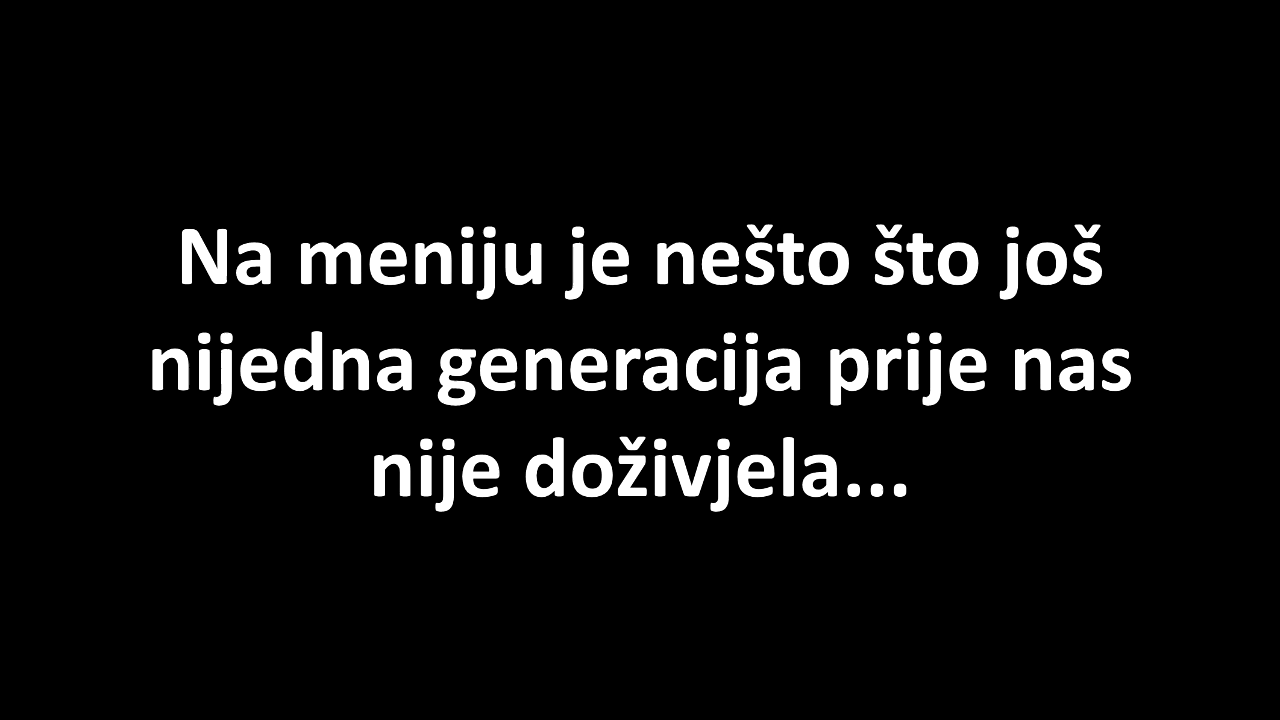 Na meniju je nešto što još
nijedna generacija prije nas
nije doživjela...